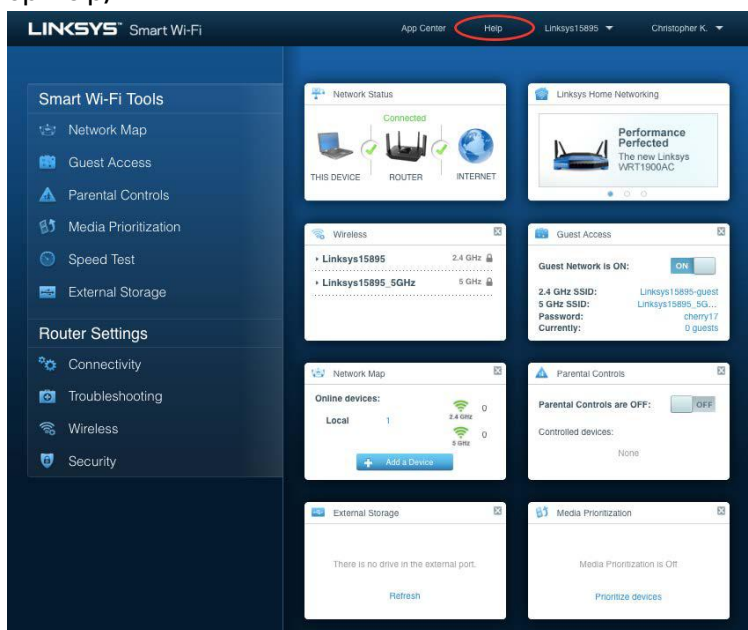 LINKSYS™ Smart Wi-Fi
App Center
Help
Linksys15895
Christopher K.
Smart Wi-Fi Tools
Network Map
Guest Access
Parental Controls
Media Prioritization
Speed Test
External Storage
Router Settings
Connectivity
Troubleshooting
Wireless
Security
Network Status
Connected
THIS DEVICE
ROUTER
INTERNET
Linksys Home Networking
Performance
Perfected
The new Linksys
WRT1900AC
Wireless
Linksys15895 2.4 GHz
Linksys15895_5GHz 5 GHz
Guest Access
Guest Network is ON: ON
2.4 GHz SSID: Linksys15895-guest
5 GHz SSID: Linksys15895_5G...
Password: cherry17
Currently: 0 guests
Network Map
Online devices:
Local 1
0
2.4 GHz
0
5 GHz
Add a Device
Parental Controls
Parental Controls are OFF: OFF
Controlled devices:
None
External Storage
There is no drive in the external port.
Refresh
Media Prioritization
Media Prioritization is Off
Prioritize devices